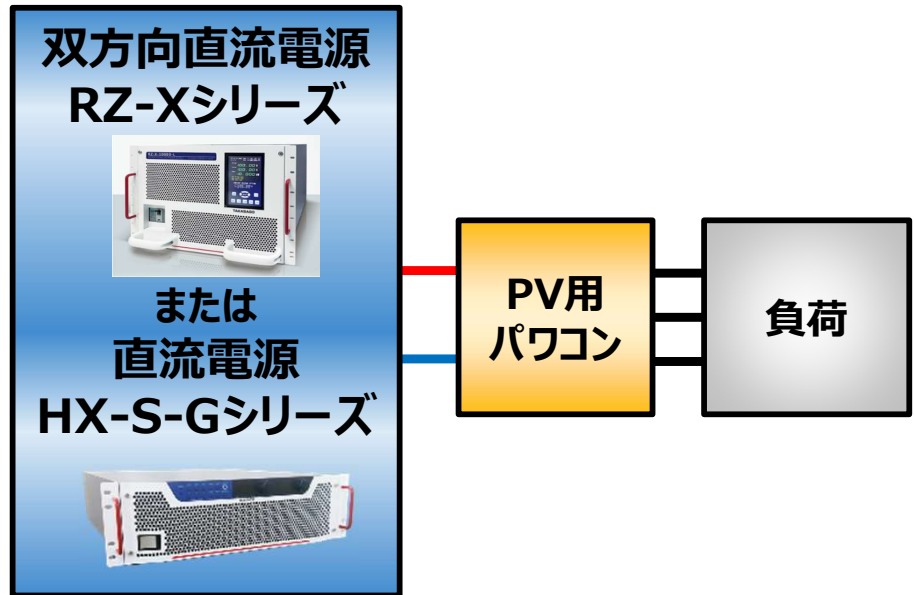 双方向直流電源
RZ-Xシリーズ
TAKASAGO
または
直流電源
HX-S-Gシリーズ
PV用
パワコン
負荷